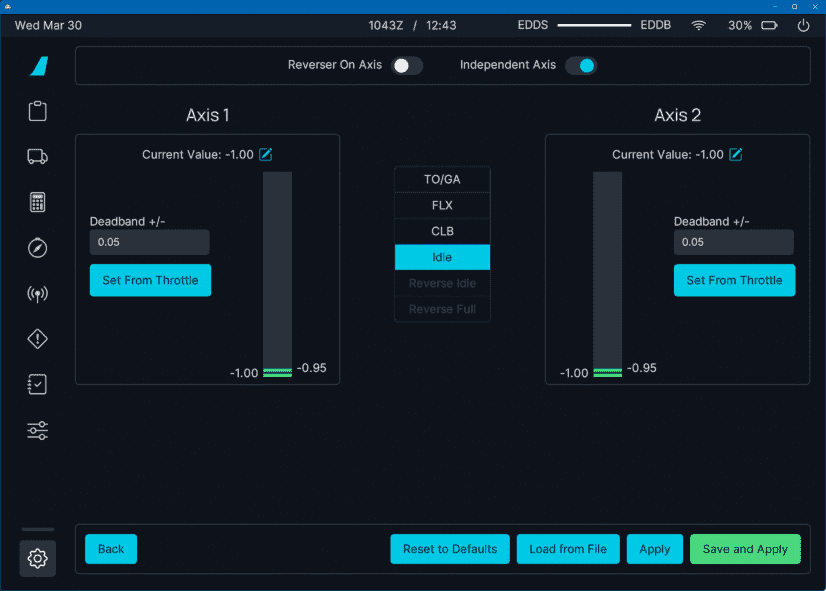 Wed Mar 30
1043Z / 12:43
EDDS EDDB
30%
Reverser On Axis
Independent Axis
Axis 1
Current Value: -1.00
Deadband +/-
0.05
Set From Throttle
-1.00
-0.95
TO/GA
FLX
CLB
Idle
Reverse Idle
Reverse Full
Axis 2
Current Value: -1.00
Deadband +/-
0.05
Set From Throttle
-1.00
-0.95
Back
Reset to Defaults
Load from File
Apply
Save and Apply